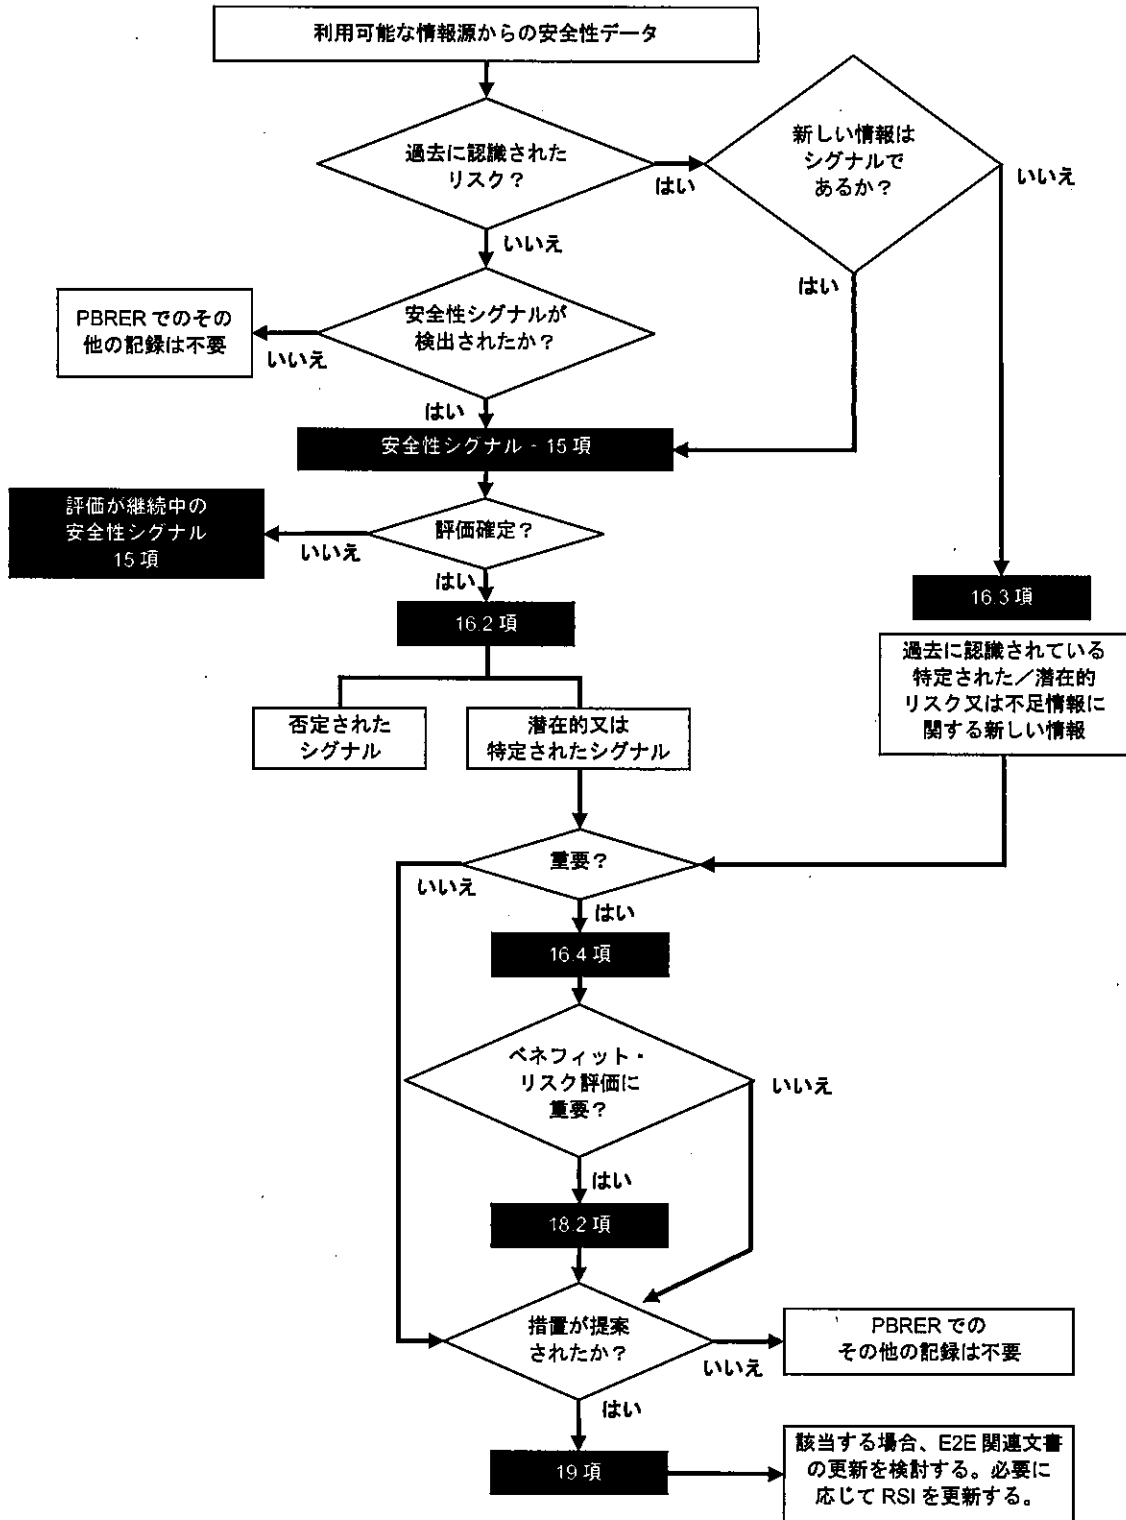 利用可能な情報源からの安全性データ
過去に認識された
リスク？
はい
新しい情報は
シグナルで
あるか？
いいえ
いいえ
はい
PBRER でのその
他の記録は不要
いいえ
安全性シグナルが
検出されたか？
はい
安全性シグナル - 15 項
評価が継続中の
安全性シグナル
15 項
いいえ
評価確定？
はい
16.2 項
16.3 項
過去に認識されている
特定された／潜在的
リスク又は不足情報に
関する新しい情報
否定された
シグナル
潜在的又は
特定されたシグナル
重要？
いいえ
はい
16.4 項
ベネフィット・
リスク評価に
重要？
いいえ
はい
18.2 項
措置が提案
されたか？
いいえ
PBRER での
その他の記録は不要
はい
19 項
該当する場合、E2E 関連文書
の更新を検討する。必要に
応じて RSI を更新する。